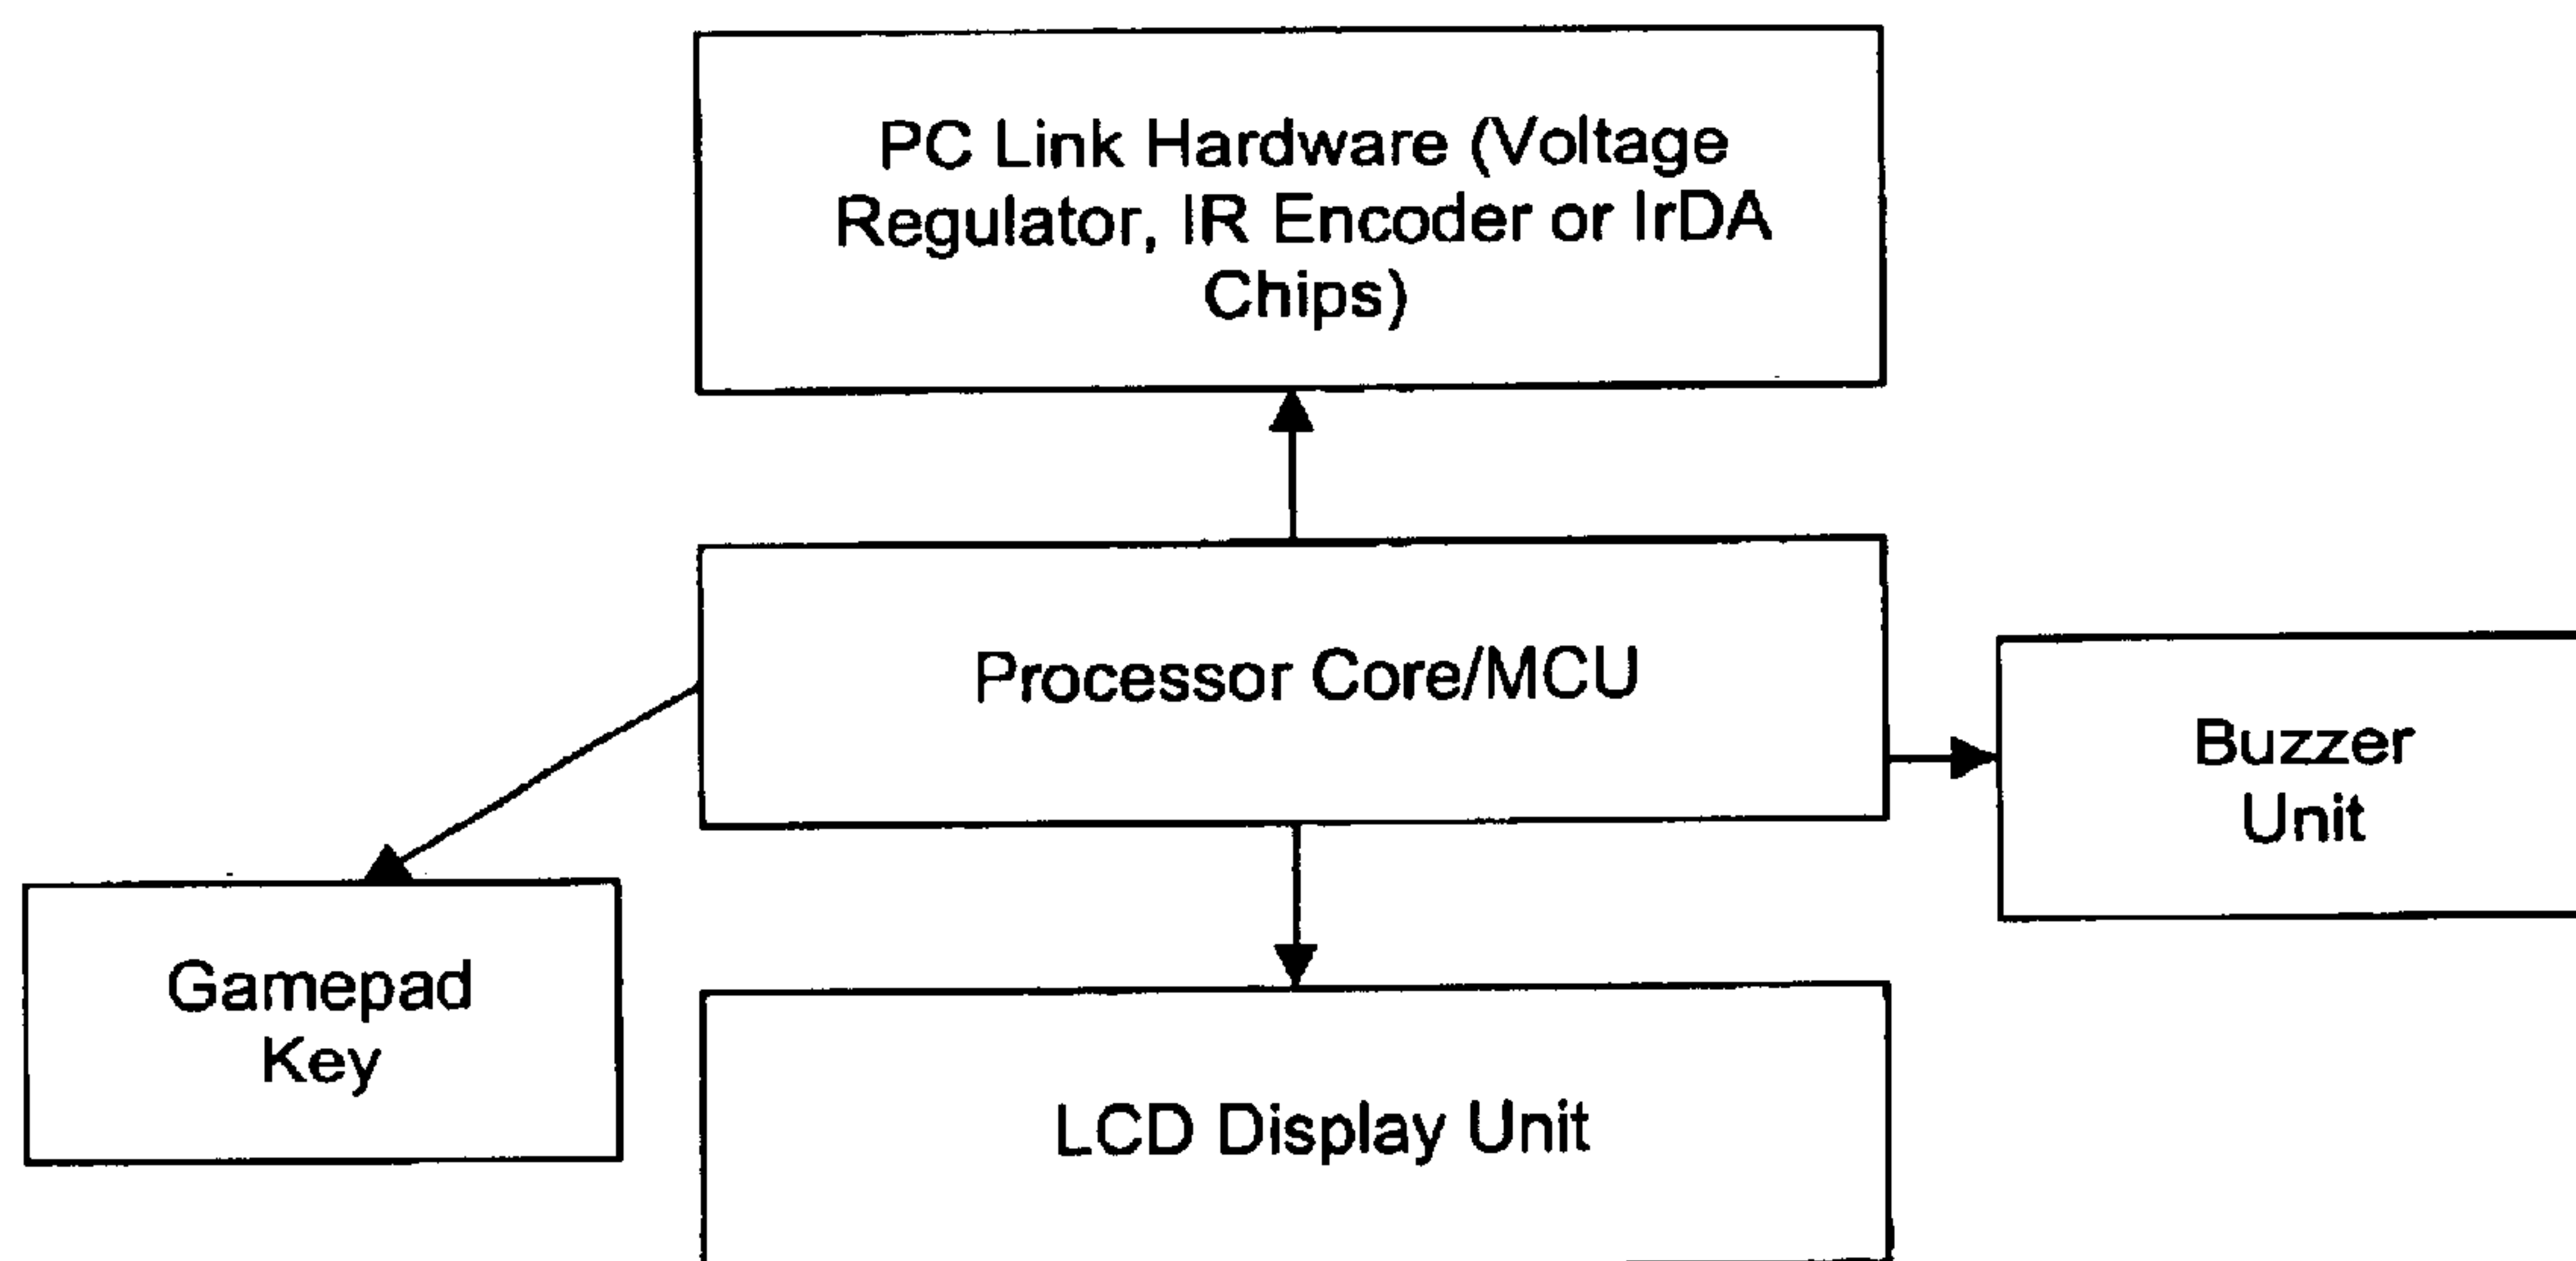 PC Link Hardware (Voltage
Regulator, IR Encoder or IrDA
Chips)
Processor Core/MCU
Buzzer
Unit
Gamepad
Key
LCD Display Unit